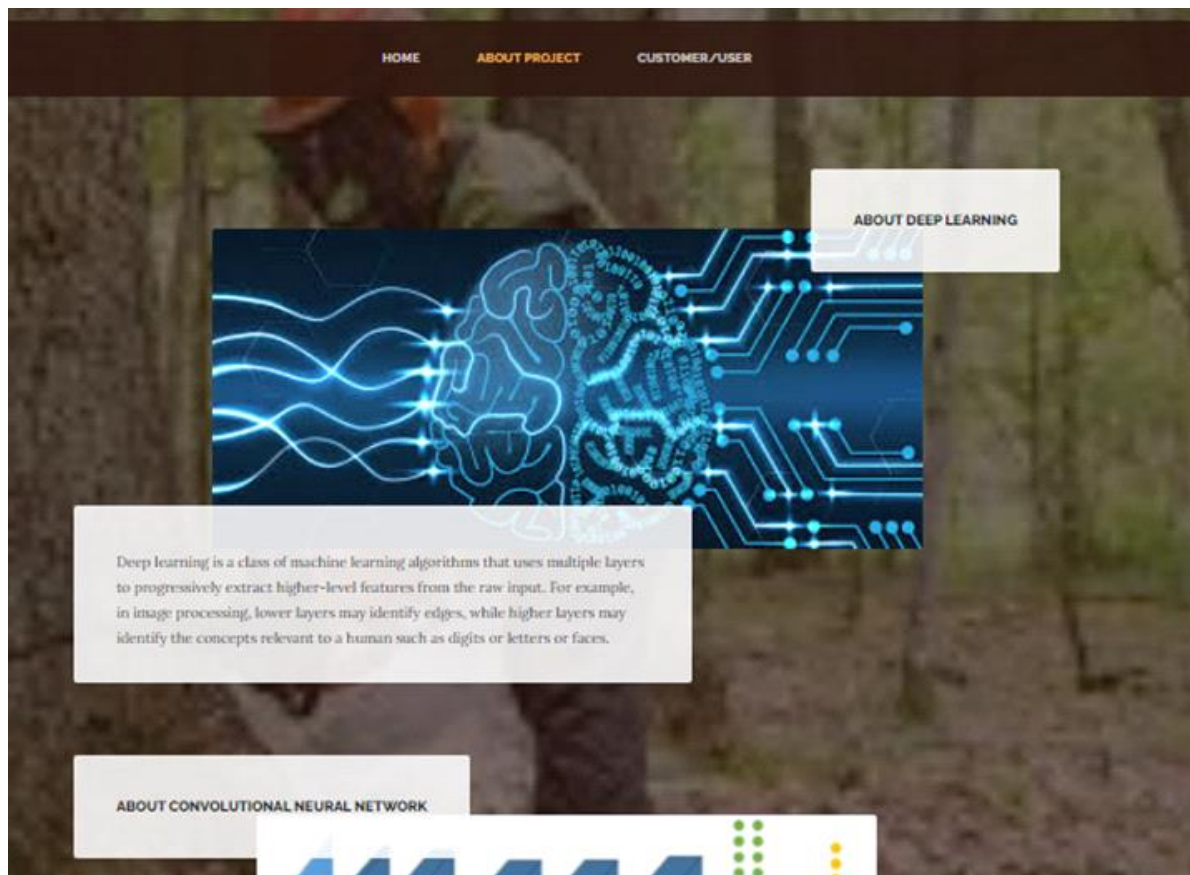 HOME ABOUT PROJECT CUSTOMER/USER
ABOUT DEEP LEARNING
Deep learning is a class of machine learning algorithms that uses multiple layers
to progressively extract higher-level features from the raw input. For example,
in image processing, lower layers may identify edges, while higher layers may
identify the concepts relevant to a human such as digits or letters or faces.
ABOUT CONVOLUTIONAL NEURAL NETWORK